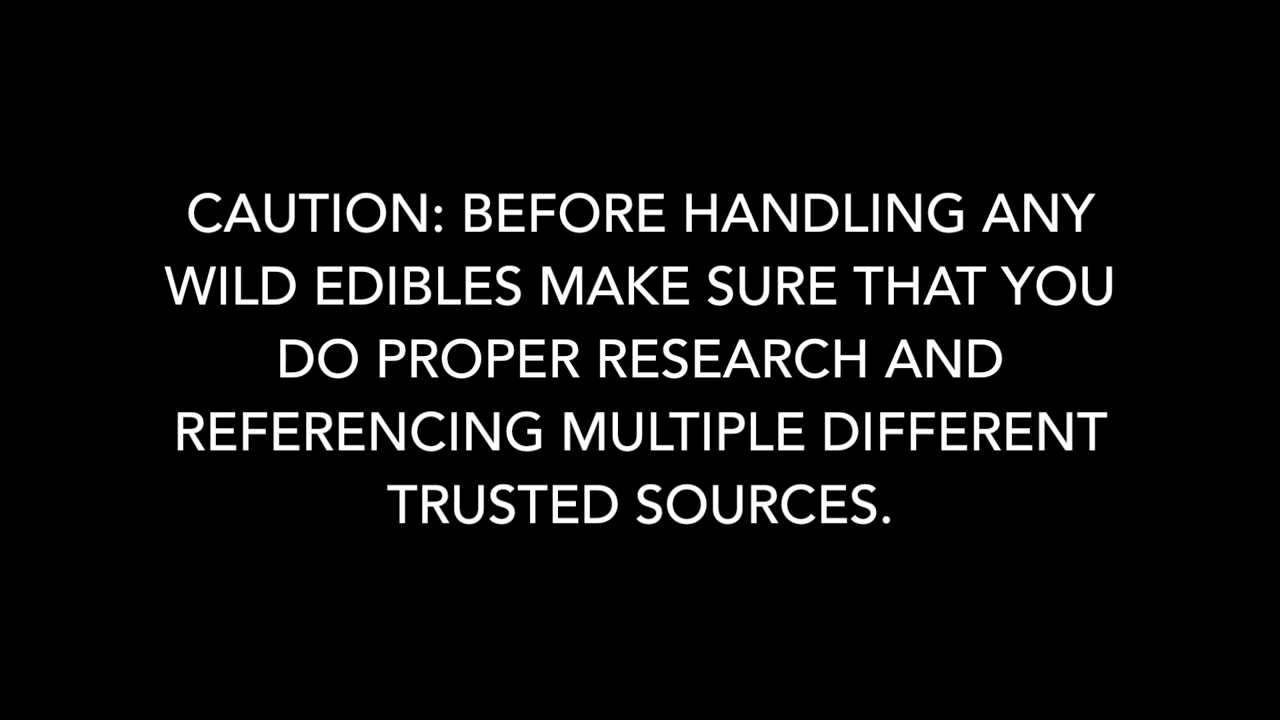 CAUTION: BEFORE HANDLING ANY
WILD EDIBLES MAKE SURE THAT YOU
DO PROPER RESEARCH AND
REFERENCING MULTIPLE DIFFERENT
TRUSTED SOURCES.